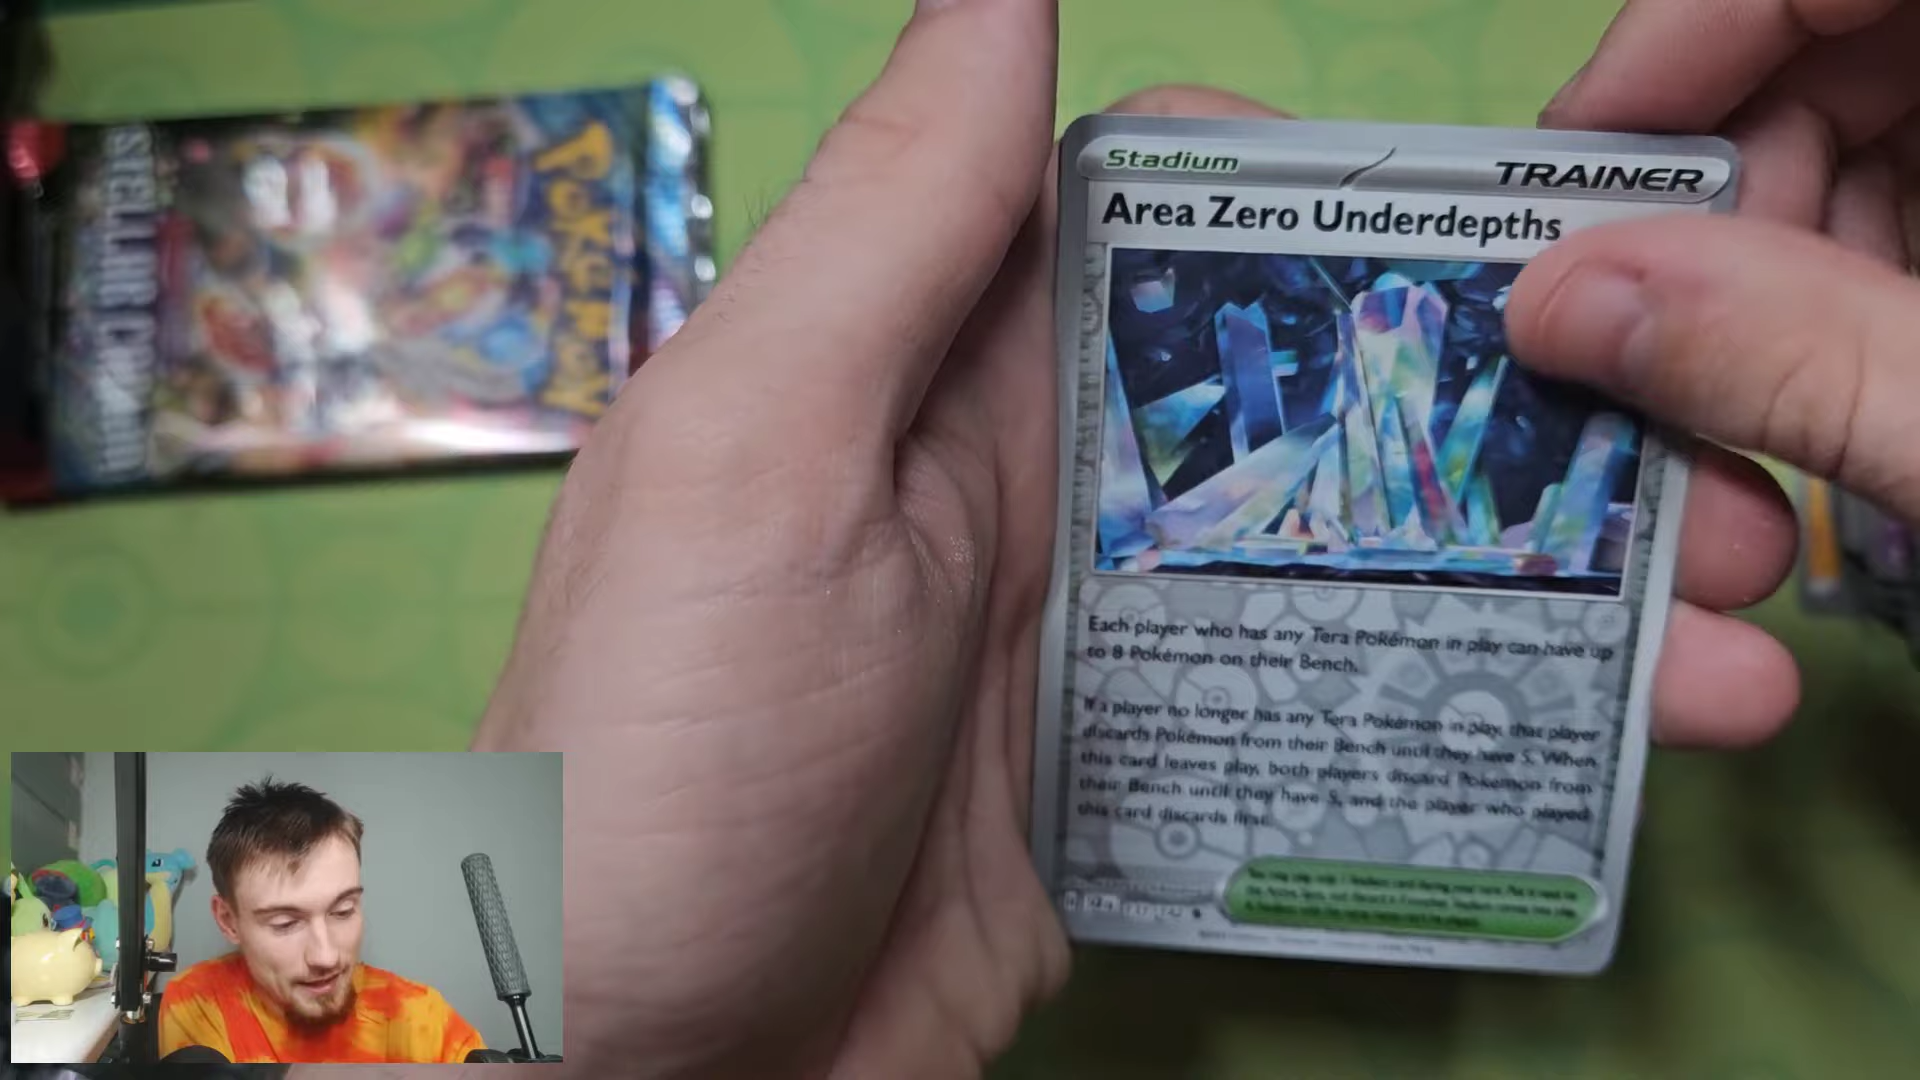 STELLAR CROWN
POKéMON
Stadium
TRAINER
Area Zero Underdepths
Each player who has any Tera Pokémon in play can have up
to 8 Pokémon on their Bench.
If a player no longer has any Tera Pokémon in play, that player
discards Pokémon from their Bench until they have 5. When
this card leaves play, both players discard Pokémon from
their Bench until they have 5, and the player who played
this card discards first.